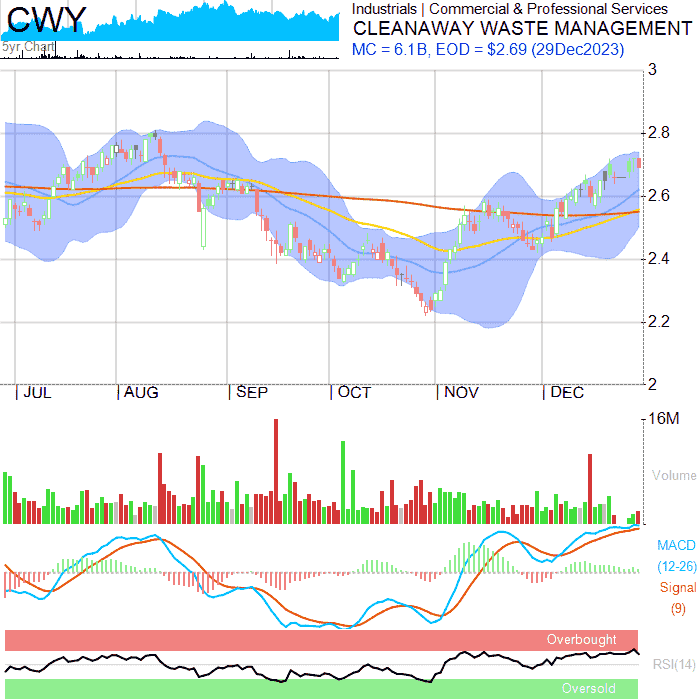 CWY
5yr Chart
Industrials | Commercial & Professional Services
CLEANAWAY WASTE MANAGEMENT
MC = 6.1B, EOD = $2.69 (29Dec2023)
3
2.8
2.6
2.4
2.2
2
JUL AUG SEP OCT NOV DEC
16M
Volume
MACD
(12-26)
Signal
(9)
Overbought
RSI(14)
Oversold